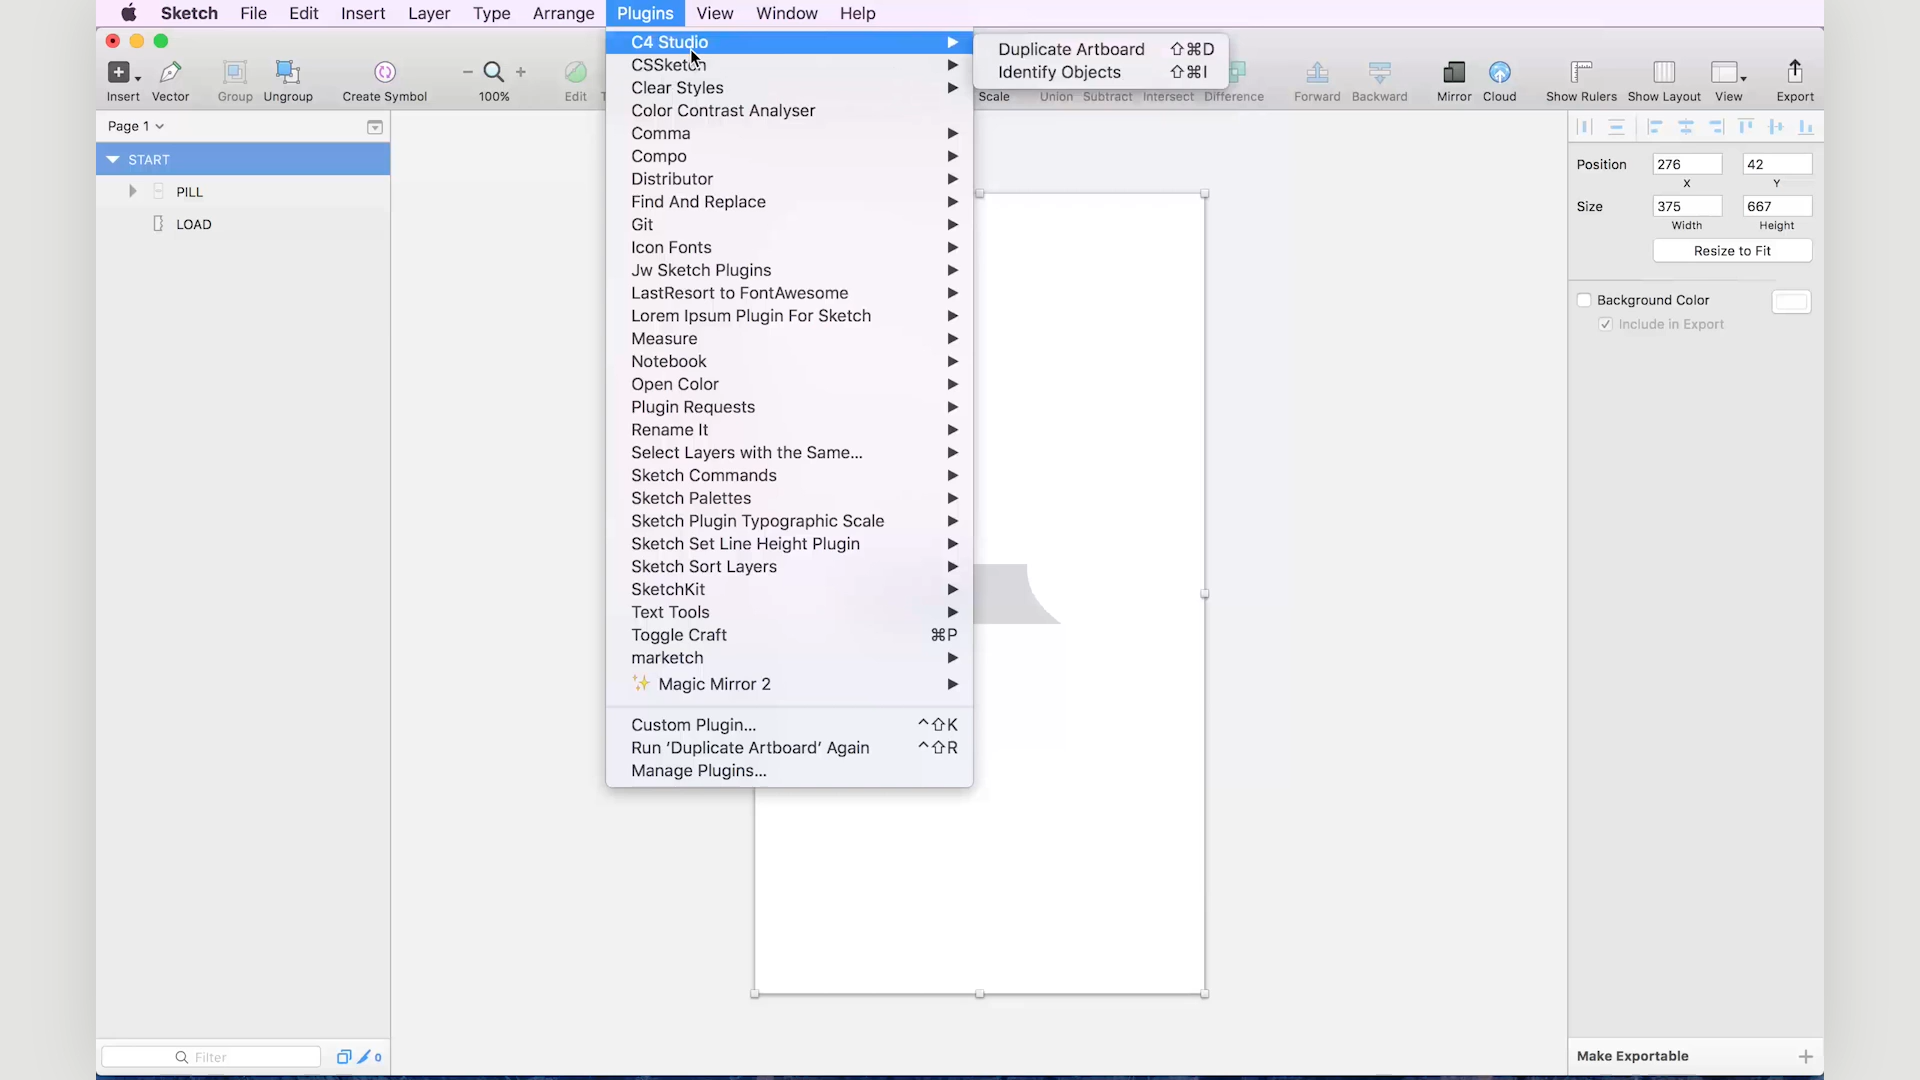 Sketch File Edit Insert Layer Type Arrange Plugins View Window Help
Insert Vector Group Ungroup Create Symbol 100% Edit Scale Union Subtract Intersect Difference Forward Backward Mirror Cloud Show Rulers Show Layout View Export
Page 1
START
PILL
LOAD
Filter
0
C4 Studio
CSSketch
Clear Styles
Color Contrast Analyser
Comma
Compo
Distributor
Find And Replace
Git
Icon Fonts
Jw Sketch Plugins
LastResort to FontAwesome
Lorem Ipsum Plugin For Sketch
Measure
Notebook
Open Color
Plugin Requests
Rename It
Select Layers with the Same...
Sketch Commands
Sketch Palettes
Sketch Plugin Typographic Scale
Sketch Set Line Height Plugin
Sketch Sort Layers
SketchKit
Text Tools
Toggle Craft ⌘P
marketch
✨ Magic Mirror 2
Custom Plugin... ^⇧K
Run 'Duplicate Artboard' Again ^⇧R
Manage Plugins...
Duplicate Artboard ⇧⌘D
Identify Objects ⇧⌘I
Position 276 42
X Y
Size 375 667
Width Height
Resize to Fit
Background Color
Include in Export
Make Exportable